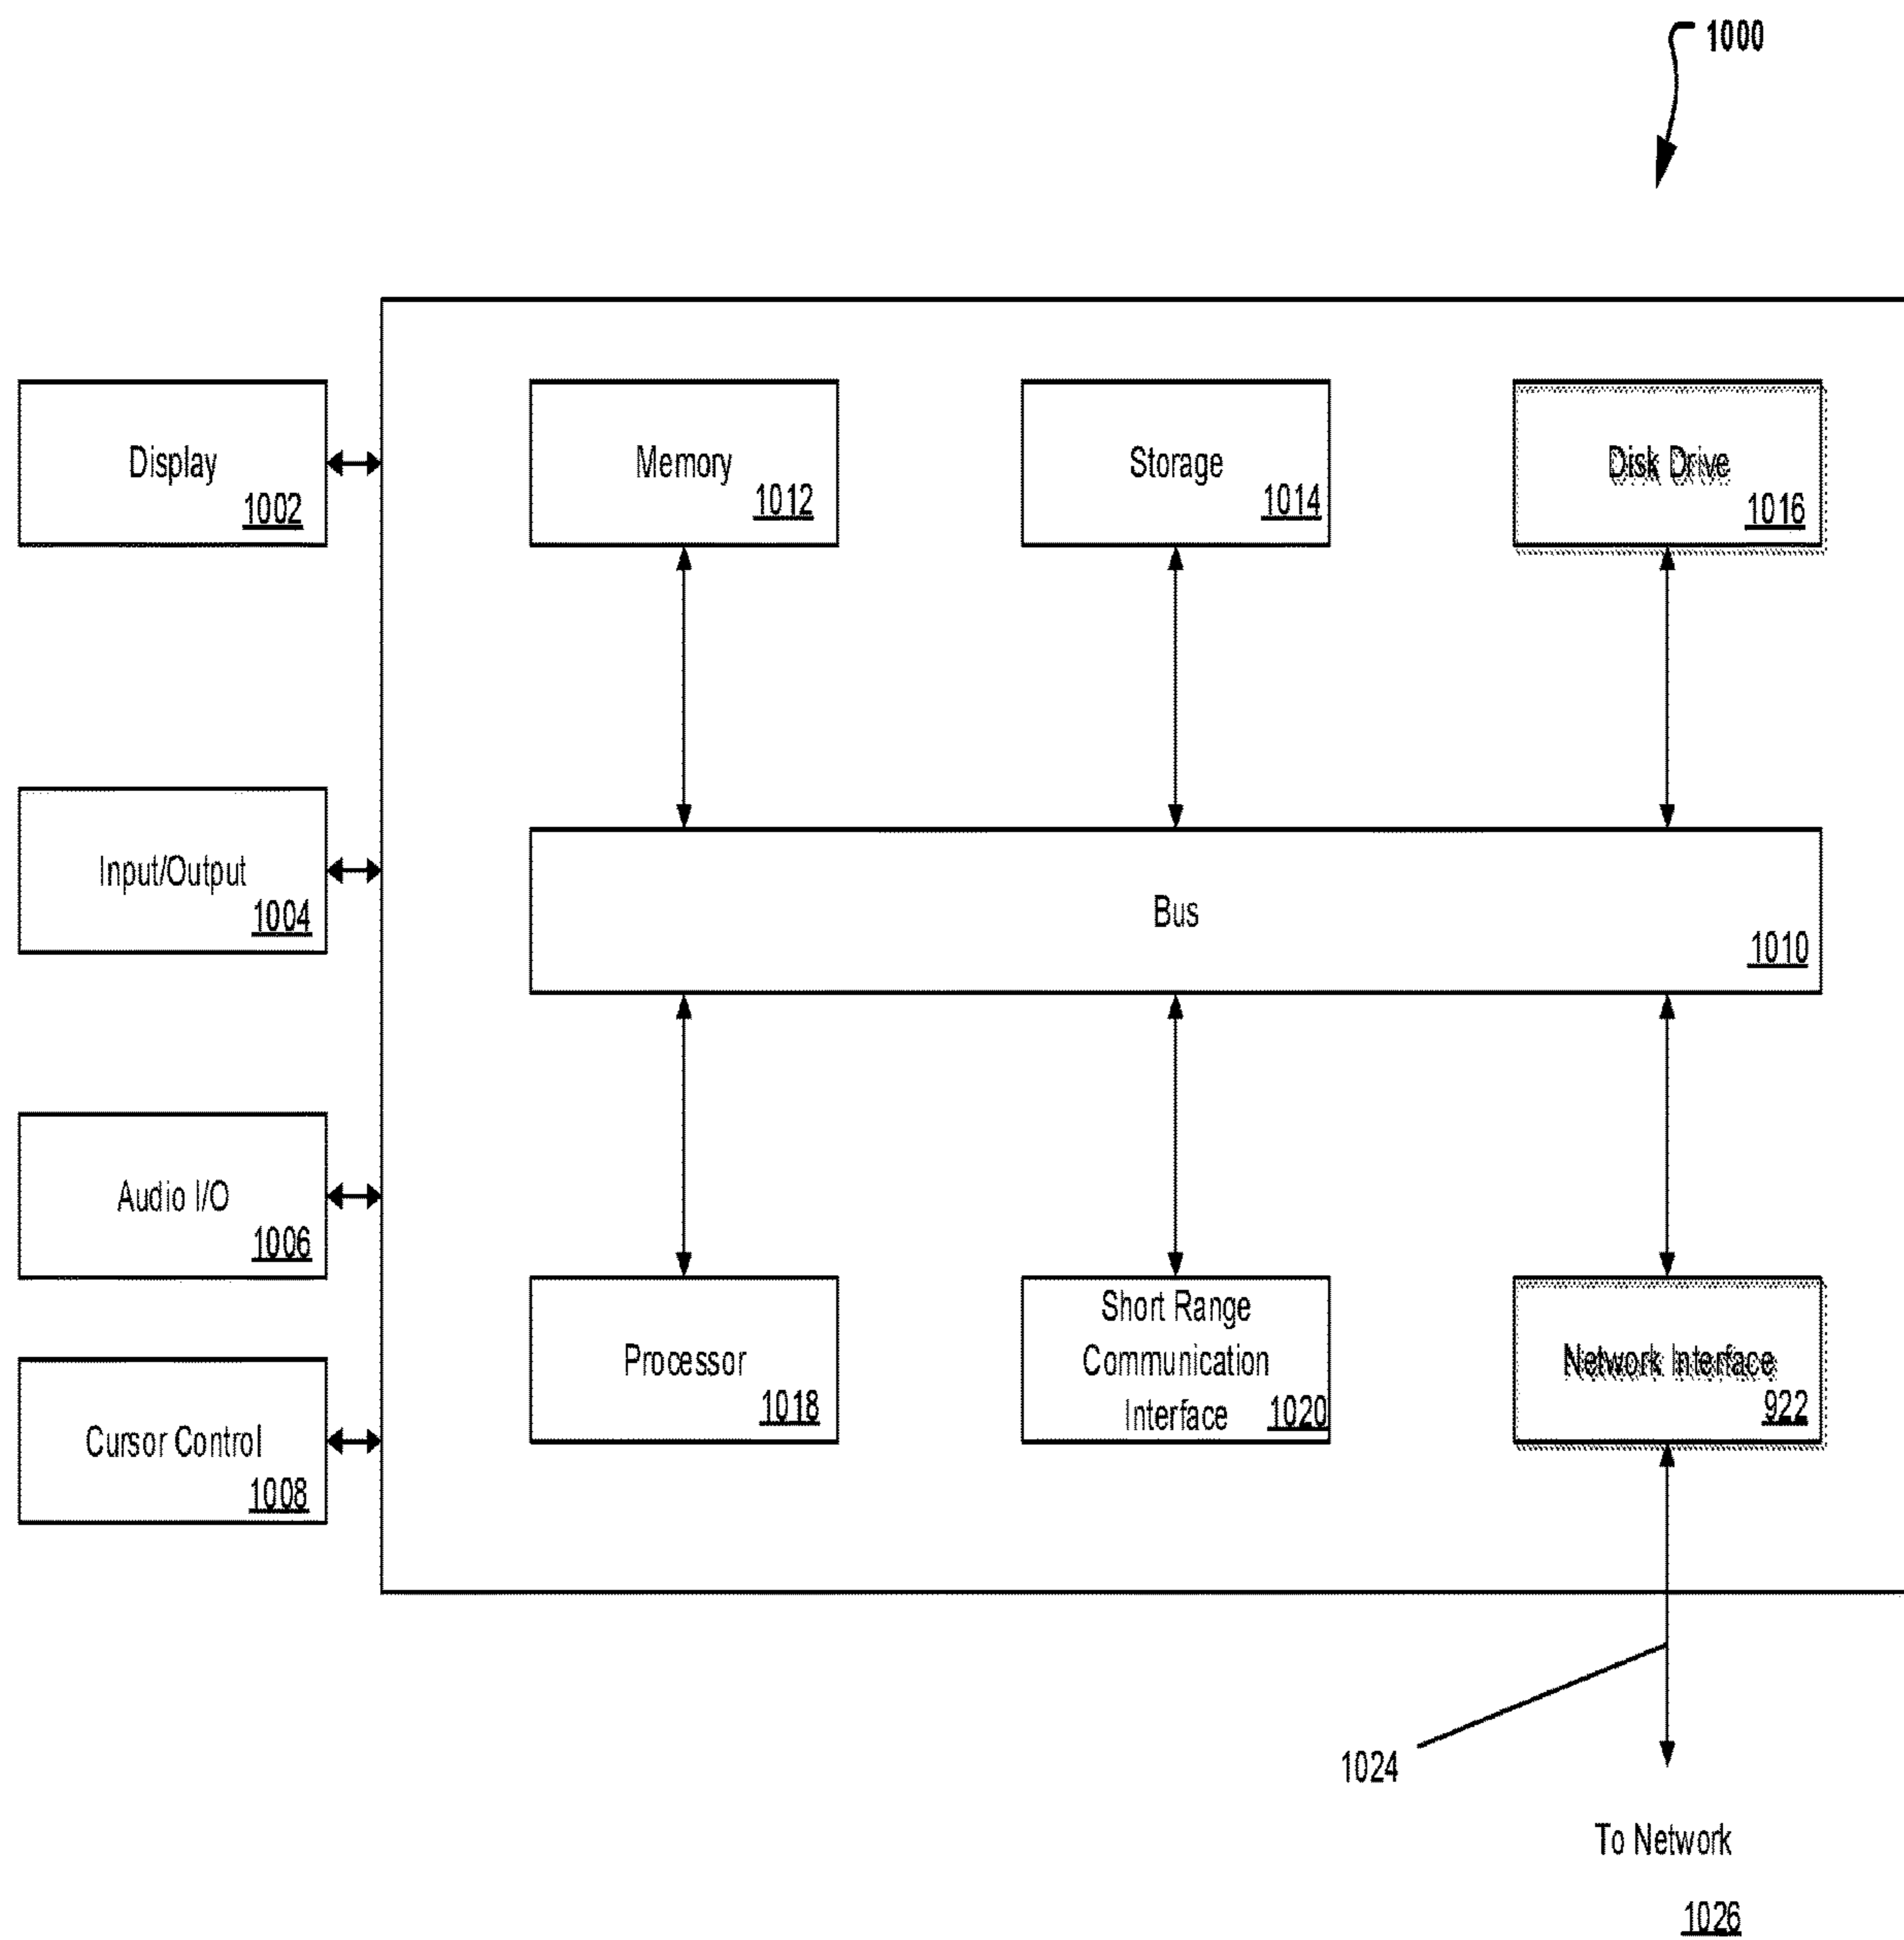 1000
Display
1002
Memory
1012
Storage
1014
Disk Drive
1016
Input/Output
1004
Bus
1010
Audio I/O
1006
Processor
1018
Short Range
Communication
Interface
1020
Network Interface
922
Cursor Control
1008
1024
To Network
1026